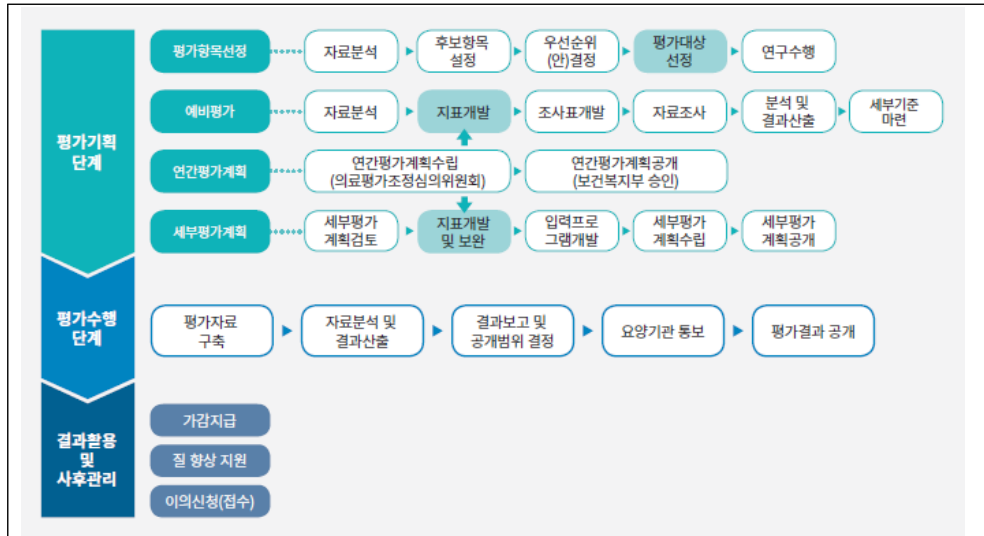 평가기획
단계
평가항목선정
자료분석
후보항목
설정
우선순위
(안)결정
평가대상
선정
연구수행
예비평가
자료분석
지표개발
조사표개발
자료조사
분석 및
결과산출
세부기준
마련
연간평가계획
연간평가계획수립
(의료평가조정심의위원회)
연간평가계획공개
(보건복지부 승인)
세부평가계획
세부평가
계획검토
지표개발
및 보완
입력프로
그램개발
세부평가
계획수립
세부평가
계획공개
평가수행
단계
평가자료
구축
자료분석 및
결과산출
결과보고 및
공개범위 결정
요양기관 통보
평가결과 공개
결과활용
및
사후관리
가감지급
질 향상 지원
이의신청(접수)